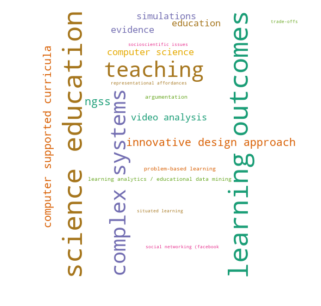 simulations
education
trade-offs
evidence
socioscientific issues
computer science
teaching
representational affordances
ngss
argumentation
video analysis
innovative design approach
problem-based learning
learning analytics / educational data mining
situated learning
social networking (facebook
computer supported curricula
science education
complex systems
learning outcomes